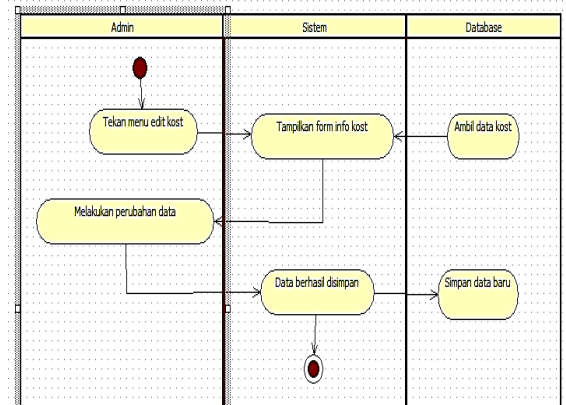 Admin
Sistem
Database
Tekan menu edit kost
Tampilkan form info kost
Ambil data kost
Melakukan perubahan data
Data berhasil disimpan
Simpan data baru